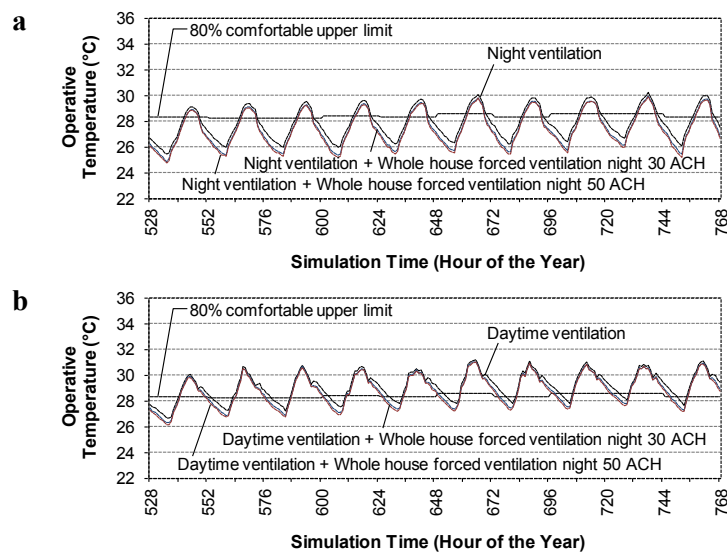 a
80% comfortable upper limit
36
34
32
30
28
26
24
22
Operative
Temperature (°C)
Night ventilation
Night ventilation + Whole house forced ventilation night 30 ACH
Night ventilation + Whole house forced ventilation night 50 ACH
528
552
576
600
624
648
672
696
720
744
768
Simulation Time (Hour of the Year)
b
80% comfortable upper limit
36
34
32
30
28
26
24
22
Operative
Temperature (°C)
Daytime ventilation
Daytime ventilation + Whole house forced ventilation night 30 ACH
Daytime ventilation + Whole house forced ventilation night 50 ACH
528
552
576
600
624
648
672
696
720
744
768
Simulation Time (Hour of the Year)